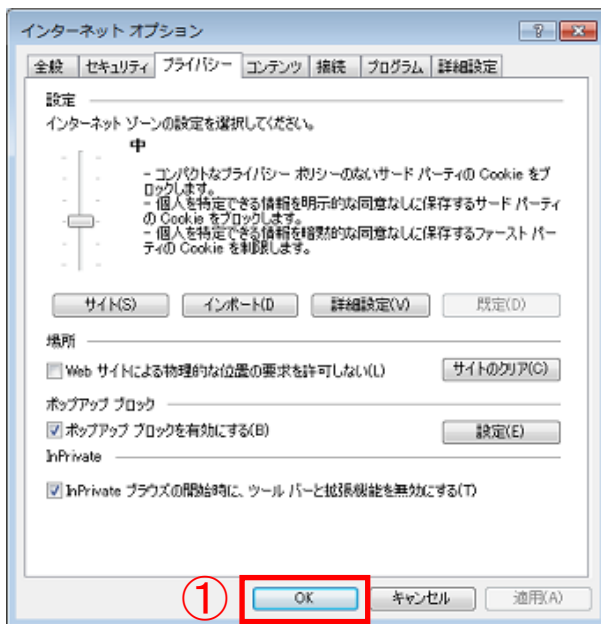 インターネット オプション
全般 セキュリティ プライバシー コンテンツ 接続 プログラム 詳細設定
設定
インターネット ゾーンの設定を選択してください。
中
- コンパクトなプライバシー ポリシーのないサード パーティの Cookie をブ
ロックします。
- 個人を特定できる情報を明示的な同意なしに保存するサード パーティ
の Cookie をブロックします。
- 個人を特定できる情報を暗黙的な同意なしに保存するファースト パー
ティの Cookie を制限します。
サイト(S) インポート(I 詳細設定(V) 既定(D)
場所
Web サイトによる物理的な位置の要求を許可しない(L) サイトのクリア(C)
ポップアップ ブロック
ポップアップ ブロックを有効にする(B) 設定(E)
InPrivate
InPrivate ブラウズの開始時に、ツール バーと拡張機能を無効にする(T)
① OK キャンセル 適用(A)